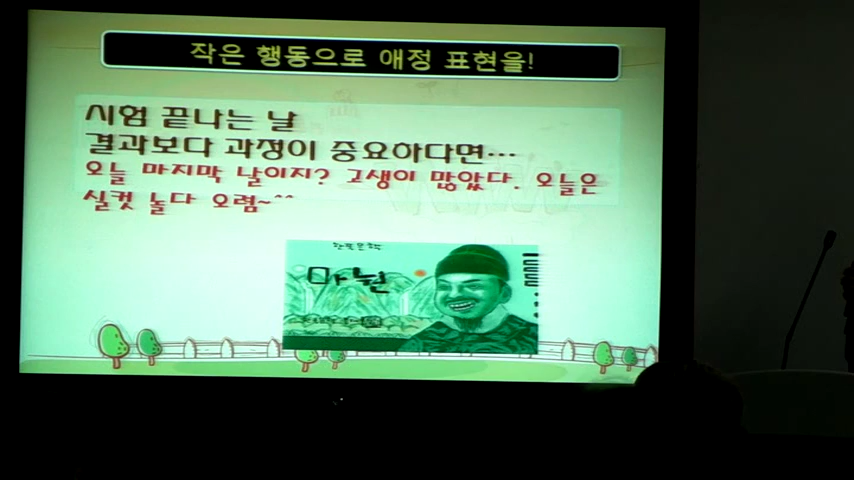 작은 행동으로 애정 표현을!
시험 끝나는 날
결과보다 과정이 중요하다면…
오늘 마지막 날이지? 고생이 많았다. 오늘은
실컷 놀다 오렴~^^
마눤